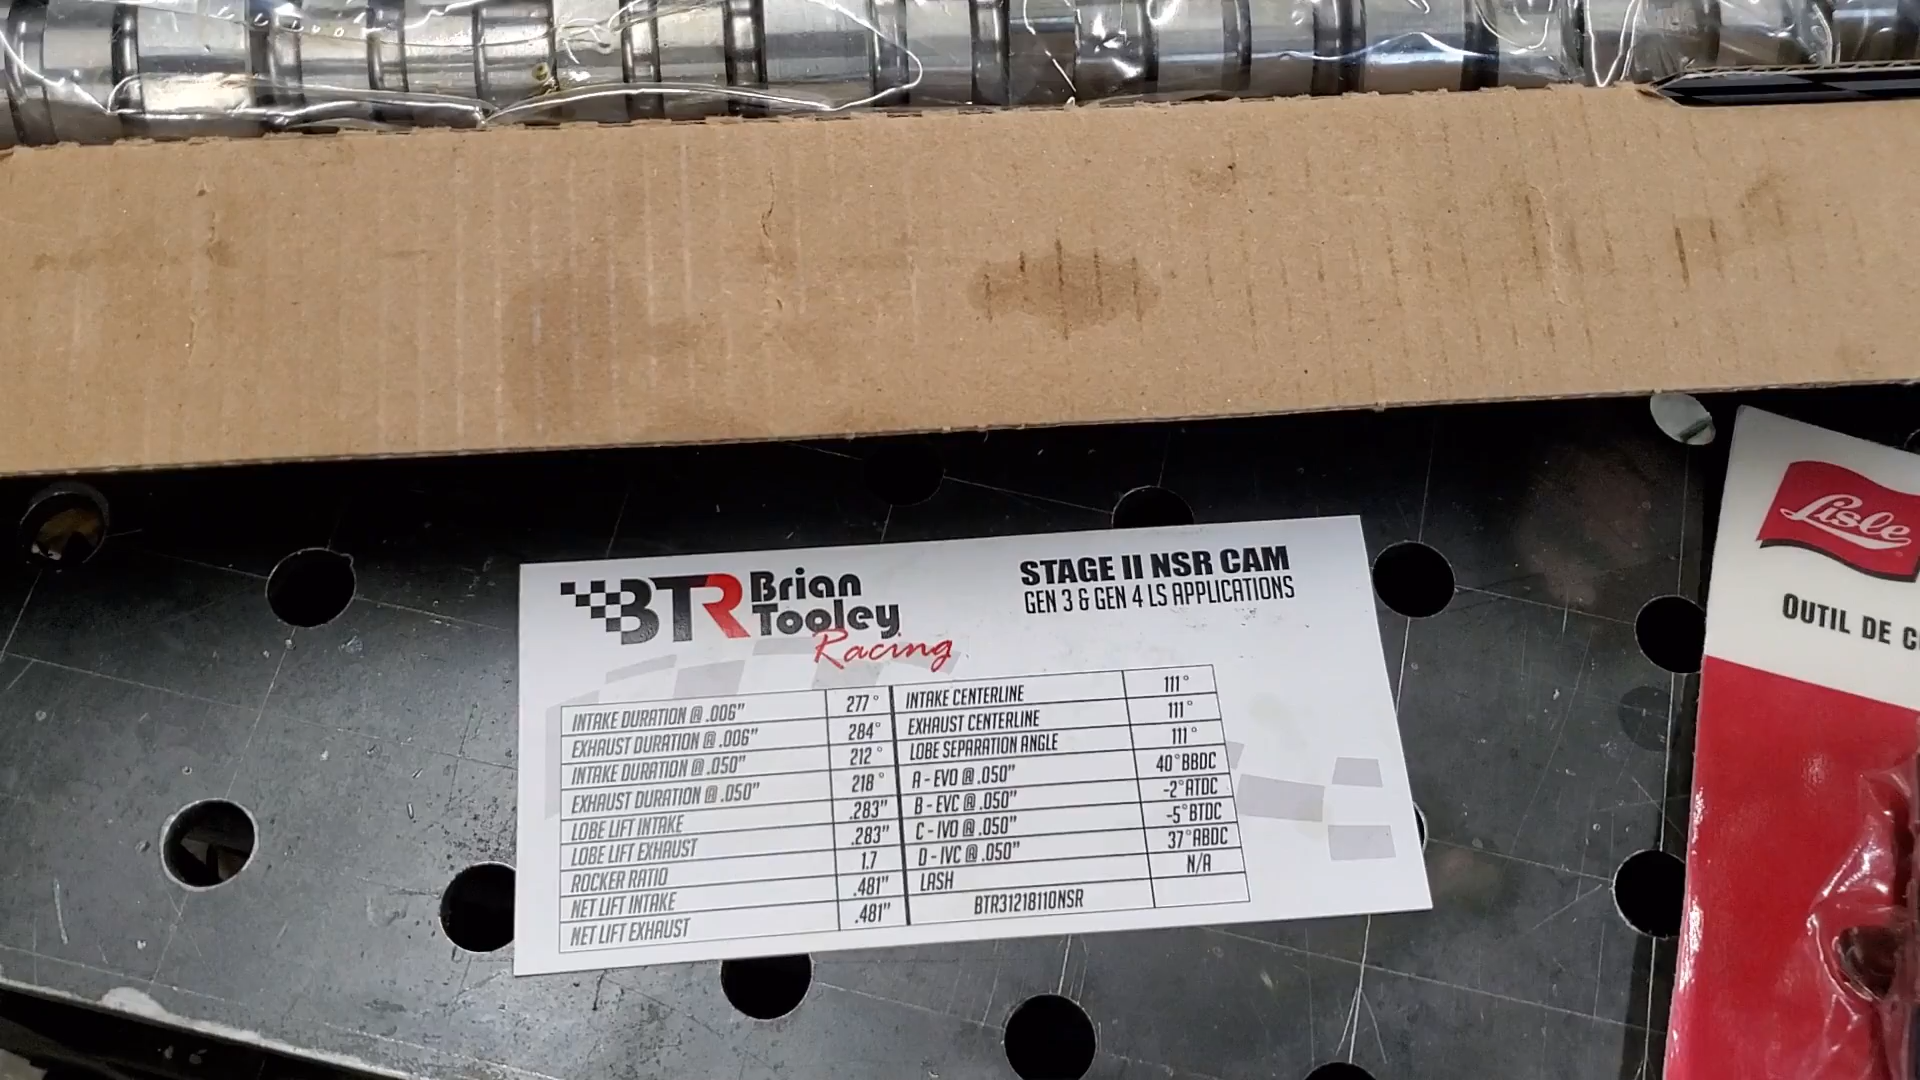 BTR Brian Tooley Racing
STAGE II NSR CAM
GEN 3 & GEN 4 LS APPLICATIONS
INTAKE DURATION @ .006" 277°
EXHAUST DURATION @ .006" 284°
INTAKE DURATION @ .050" 212°
EXHAUST DURATION @ .050" 218°
LOBE LIFT INTAKE .283"
LOBE LIFT EXHAUST .283"
ROCKER RATIO 1.7
NET LIFT INTAKE .481"
NET LIFT EXHAUST .481"
INTAKE CENTERLINE 111°
EXHAUST CENTERLINE 111°
LOBE SEPARATION ANGLE 111°
A - EVO @ .050" 40°BBDC
B - EVC @ .050" -2°ATDC
C - IVO @ .050" -5°BTDC
D - IVC @ .050" 37°ABDC
LASH N/A
BTR31218110NSR
Lisle
OUTIL DE